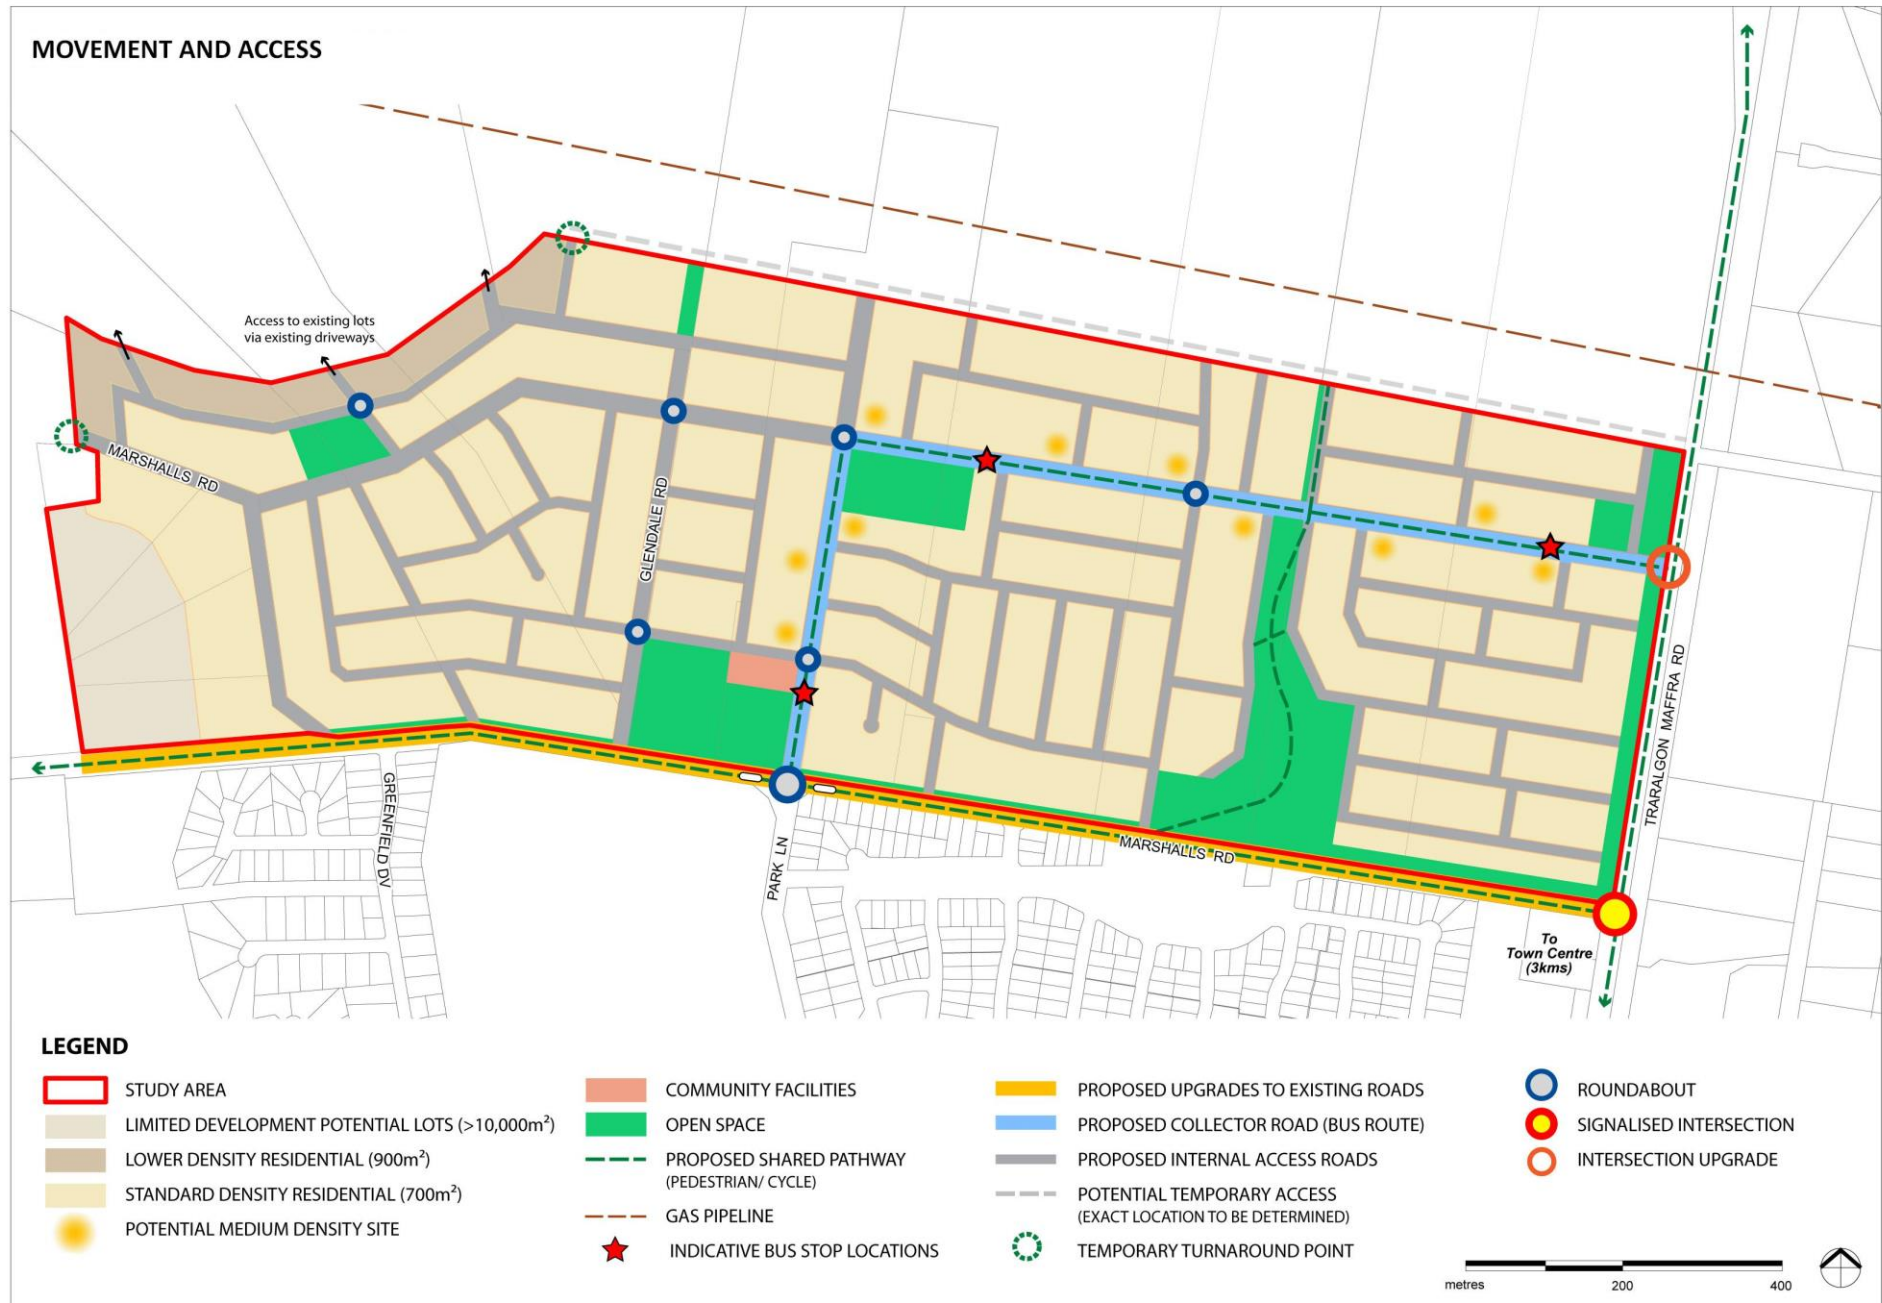 MOVEMENT AND ACCESS
Access to existing lots
via existing driveways
MARSHALLS RD
GLENDALE RD
TRARALGON MAFFRA RD
GREENFIELD DV
PARK LN
MARSHALLS RD
To
Town Centre
(3kms)
LEGEND
STUDY AREA
LIMITED DEVELOPMENT POTENTIAL LOTS (>10,000m²)
LOWER DENSITY RESIDENTIAL (900m²)
STANDARD DENSITY RESIDENTIAL (700m²)
POTENTIAL MEDIUM DENSITY SITE
COMMUNITY FACILITIES
OPEN SPACE
PROPOSED SHARED PATHWAY
(PEDESTRIAN/ CYCLE)
GAS PIPELINE
INDICATIVE BUS STOP LOCATIONS
PROPOSED UPGRADES TO EXISTING ROADS
PROPOSED COLLECTOR ROAD (BUS ROUTE)
PROPOSED INTERNAL ACCESS ROADS
POTENTIAL TEMPORARY ACCESS
(EXACT LOCATION TO BE DETERMINED)
TEMPORARY TURNAROUND POINT
ROUNDABOUT
SIGNALISED INTERSECTION
INTERSECTION UPGRADE
metres 200 400